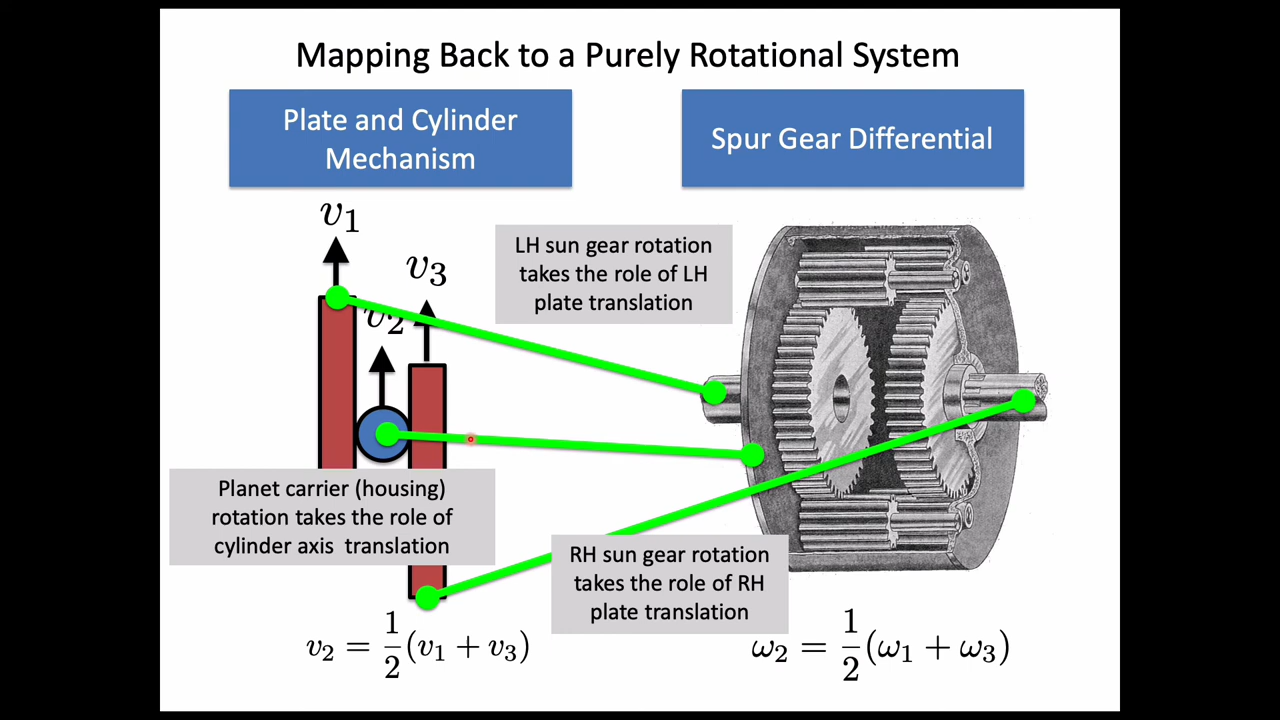 Mapping Back to a Purely Rotational System
Plate and Cylinder
Mechanism
Spur Gear Differential
v₁
v₃
v₂
LH sun gear rotation
takes the role of LH
plate translation
Planet carrier (housing)
rotation takes the role of
cylinder axis translation
RH sun gear rotation
takes the role of RH
plate translation
v₂ = 1/2 (v₁ + v₃)
ω₂ = 1/2 (ω₁ + ω₃)